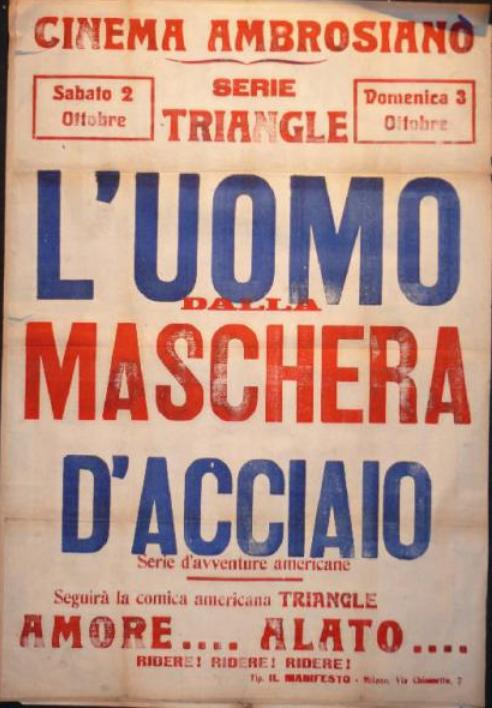 CINEMA AMBROSIANO
Sabato 2
Ottobre
SERIE
TRIANGLE
Domenica 3
Ottobre
L'UOMO
DALLA
MASCHERA
D'ACCIAIO
Serie d'avventure americane
Seguirà la comica americana TRIANGLE
AMORE.... ALATO....
RIDERE! RIDERE! RIDERE!
Tip. IL MANIFESTO - Milano, Via